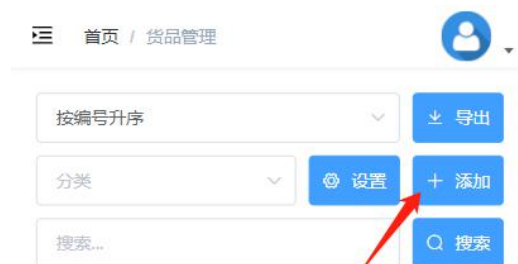 首页 / 货品管理
按编号升序 导出
分类 设置 添加
搜索... 搜索